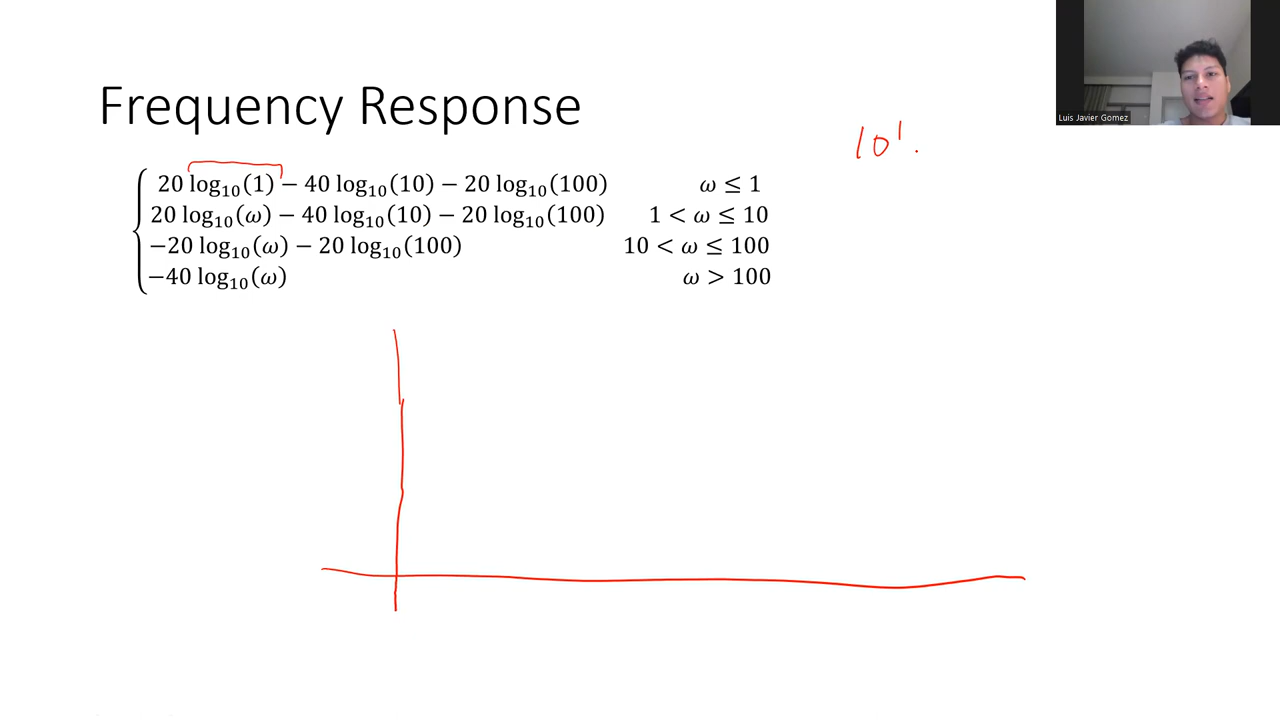 Frequency Response
20 log₁₀(1) − 40 log₁₀(10) − 20 log₁₀(100) ω ≤ 1
20 log₁₀(ω) − 40 log₁₀(10) − 20 log₁₀(100) 1 < ω ≤ 10
−20 log₁₀(ω) − 20 log₁₀(100) 10 < ω ≤ 100
−40 log₁₀(ω) ω > 100
10¹.
Luis Javier Gomez